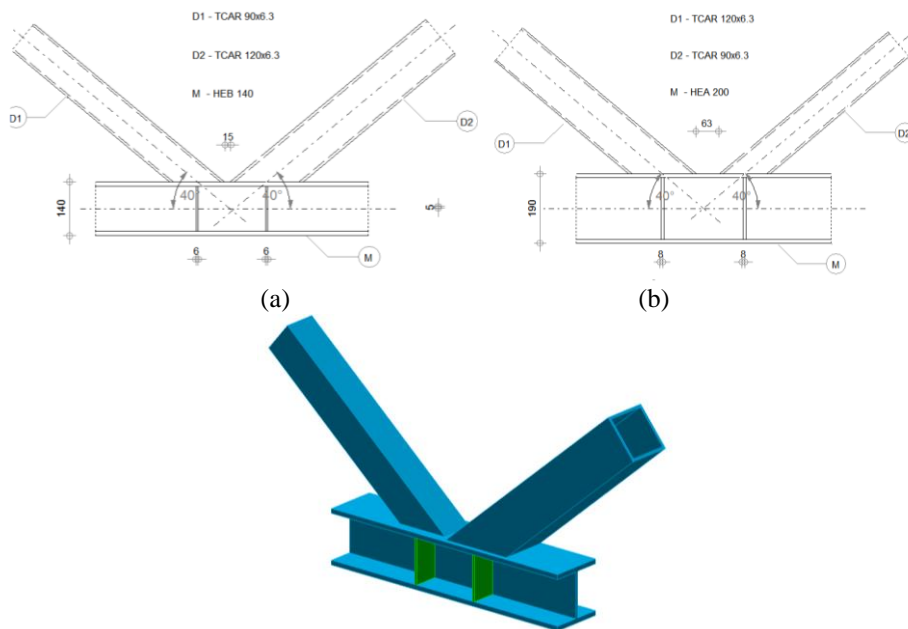 D1 - TCAR 90x6.3
D2 - TCAR 120x6.3
M - HEB 140
D1
D2
15
40°
40°
140
5
6
6
M
(a)
D1 - TCAR 120x6.3
D2 - TCAR 90x6.3
M - HEA 200
D1
D2
63
40°
40°
190
8
8
M
(b)